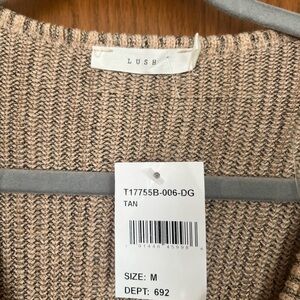 LUSH
T17755B-006-DG
TAN
SIZE: M
DEPT: 692